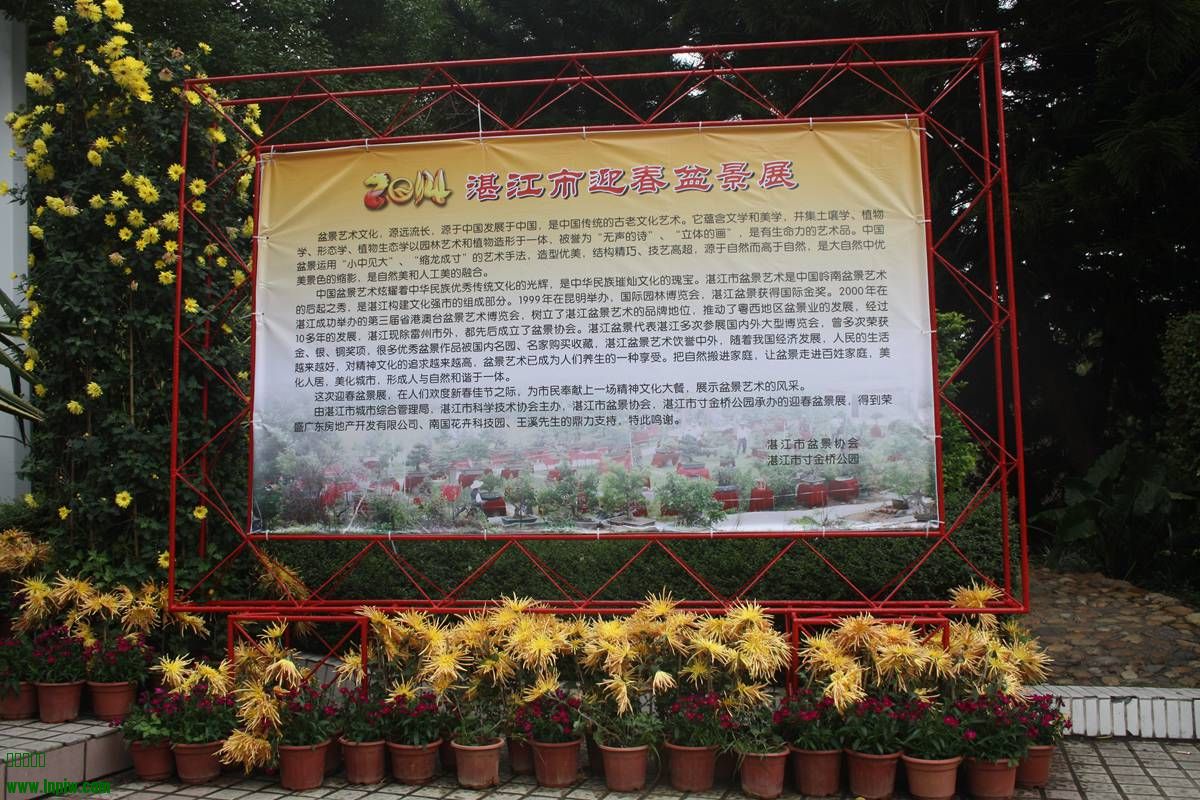 2014 湛江市迎春盆景展
盆景艺术文化，源远流长，源于中国发展于中国，是中国传统的古老文化艺术。它蕴含文学和美学，并集土壤学、植物
学、形态学、植物生态学以园林艺术和植物造形于一体，被誉为“无声的诗”、“立体的画”，是有生命力的艺术品。中国
盆景运用“小中见大”、“缩龙成寸”的艺术手法，造型优美，结构精巧、技艺高超，源于自然而高于自然，是大自然中优
美景色的缩影，是自然美和人工美的融合。
中国盆景艺术炫耀着中华民族优秀传统文化的光辉，是中华民族璀灿文化的瑰宝。湛江市盆景艺术是中国岭南盆景艺术
的后起之秀，是湛江构建文化强市的组成部分。1999年在昆明举办，国际园林博览会，湛江盆景获得国际金奖。2000年在
湛江成功举办的第三届省港澳台盆景艺术博览会，树立了湛江盆景艺术的品牌地位，推动了粤西地区盆景业的发展，经过
10多年的发展，湛江现除雷州市外，都先后成立了盆景协会。湛江盆景代表湛江多次参展国内外大型博览会，曾多次荣获
金、银、铜奖项，很多优秀盆景作品被国内名园、名家购买收藏，湛江盆景艺术饮誉中外，随着我国经济发展，人民的生活
越来越好，对精神文化的追求越来越高，盆景艺术已成为人们养生的一种享受。把自然搬进家庭，让盆景走进百姓家庭，美
化人居，美化城市，形成人与自然和谐于一体。
这次迎春盆景展，在人们欢度新春佳节之际，为市民奉献上一场精神文化大餐，展示盆景艺术的风采。
由湛江市城市综合管理局，湛江市科学技术协会主办，湛江市盆景协会，湛江市寸金桥公园承办的迎春盆景展，得到荣
盛广东房地产开发有限公司、南国花卉科技园、王溪先生的鼎力支持，特此鸣谢。
湛江市盆景协会
湛江市寸金桥公园
www.lnpjw.com